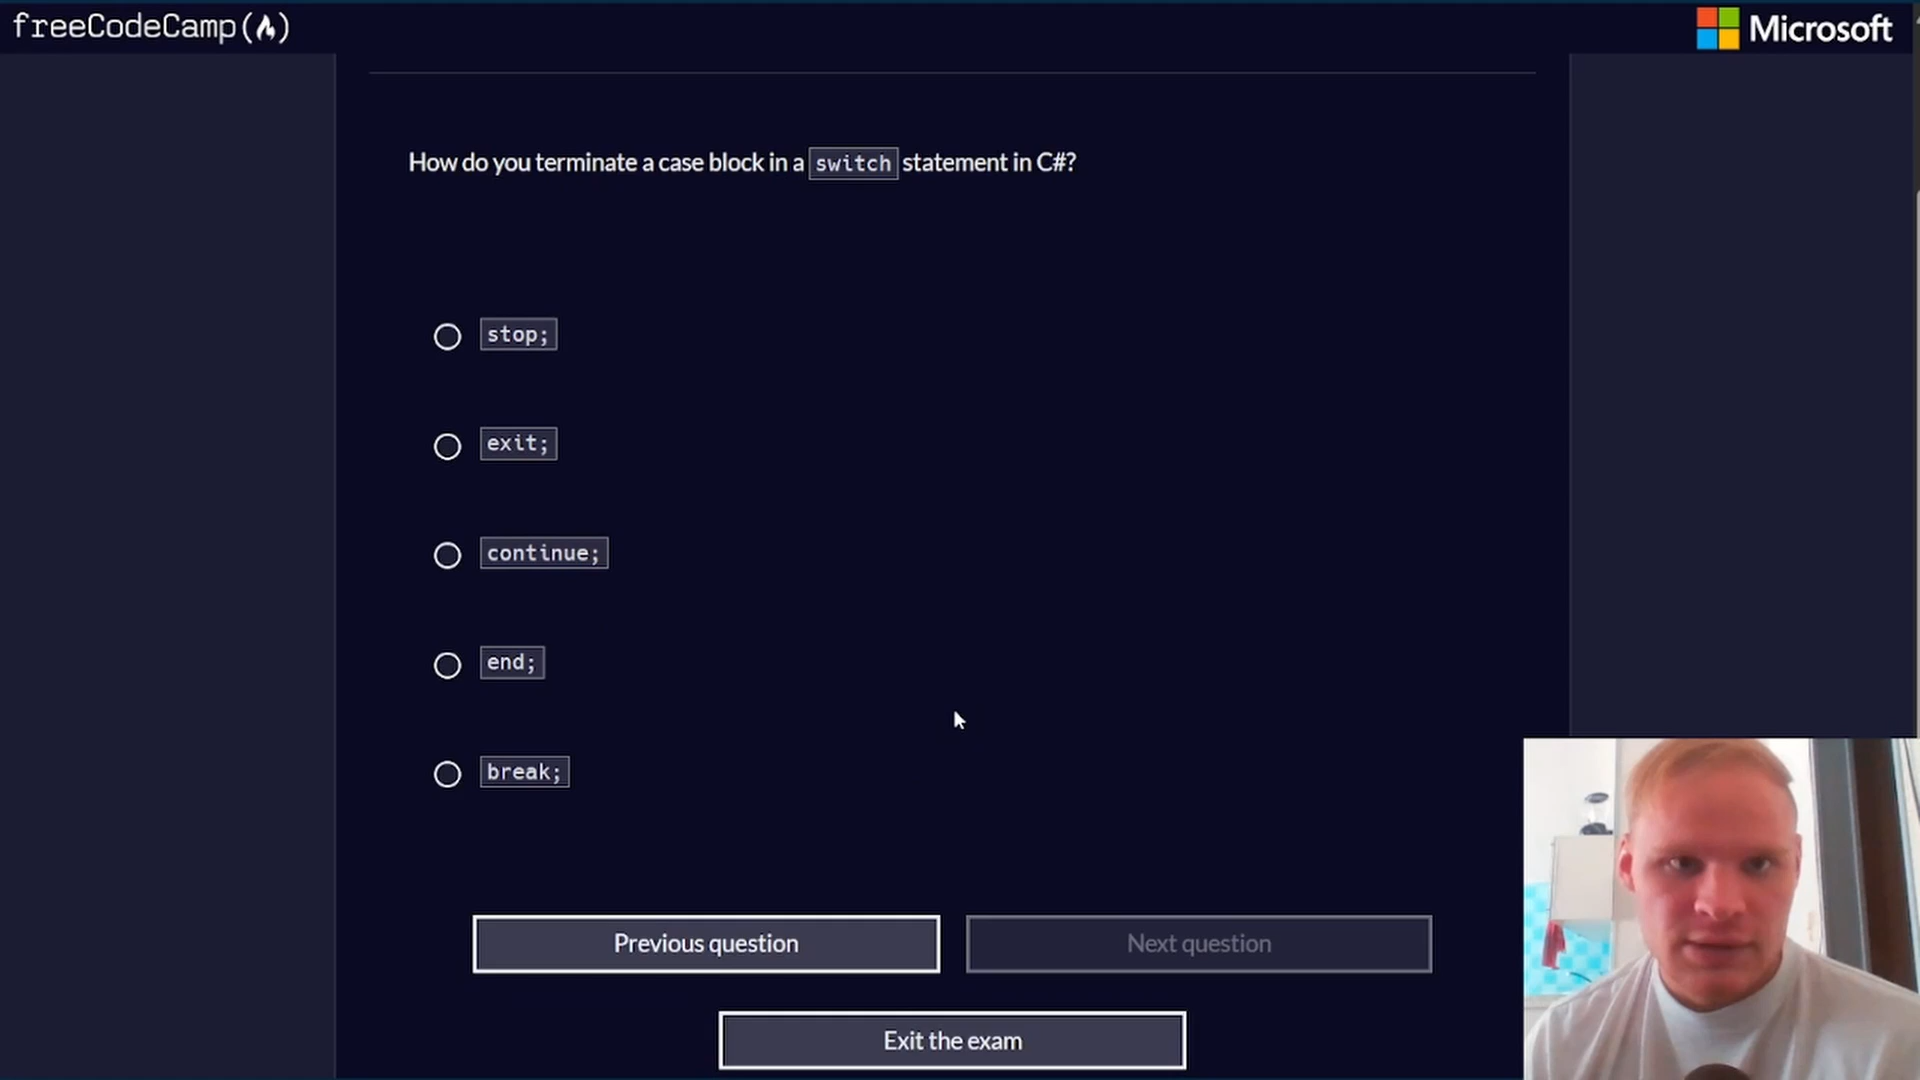 freeCodeCamp
Microsoft
How do you terminate a case block in a switch statement in C#?
stop;
exit;
continue;
end;
break;
Previous question
Next question
Exit the exam